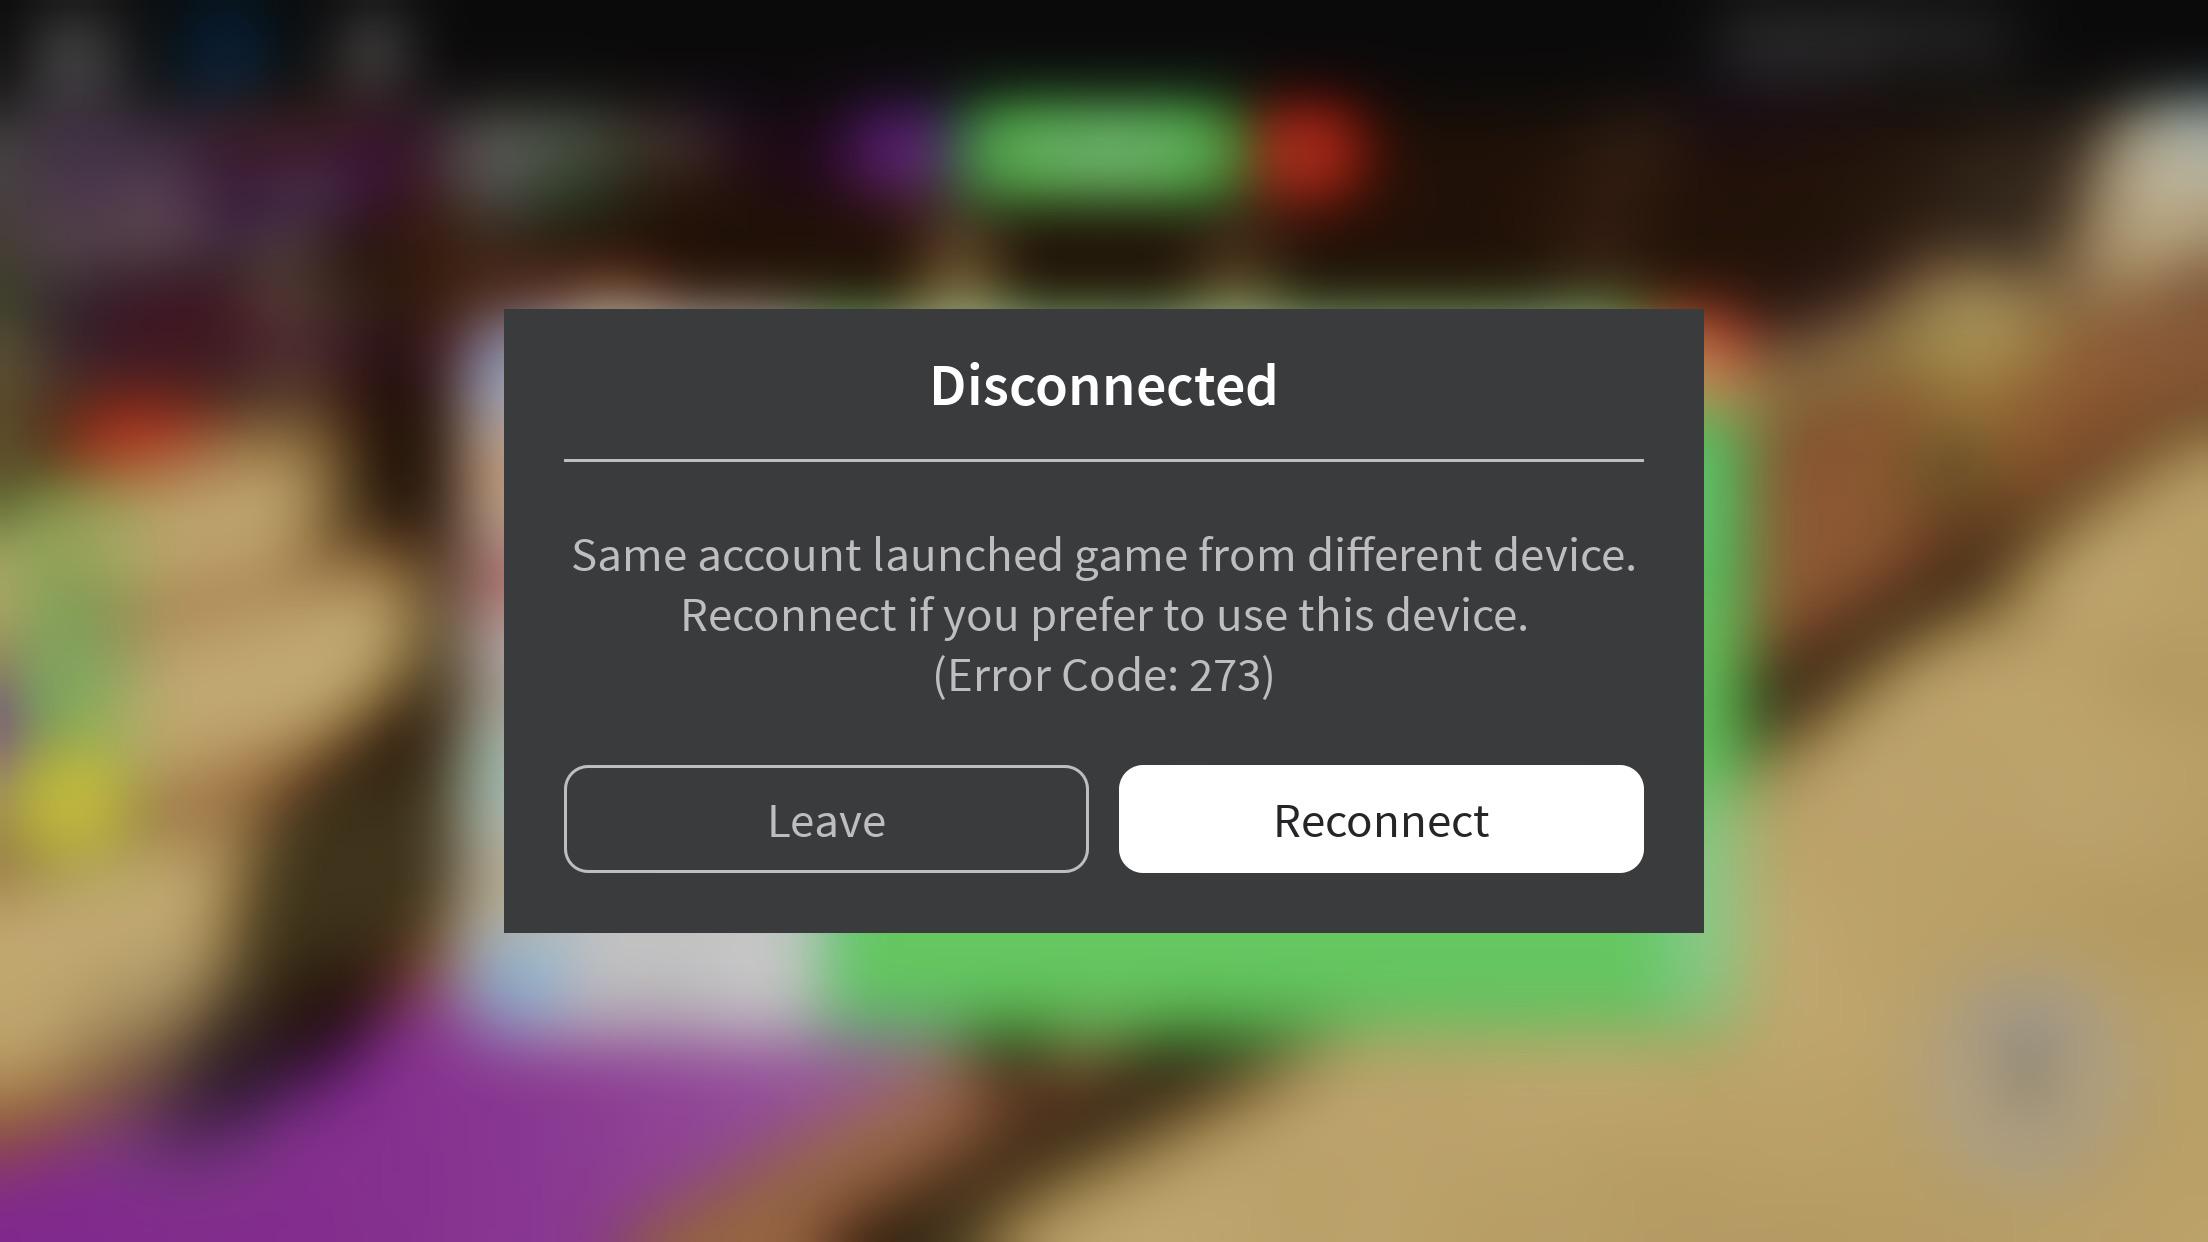 Disconnected
Same account launched game from different device.
Reconnect if you prefer to use this device.
(Error Code: 273)
Leave
Reconnect